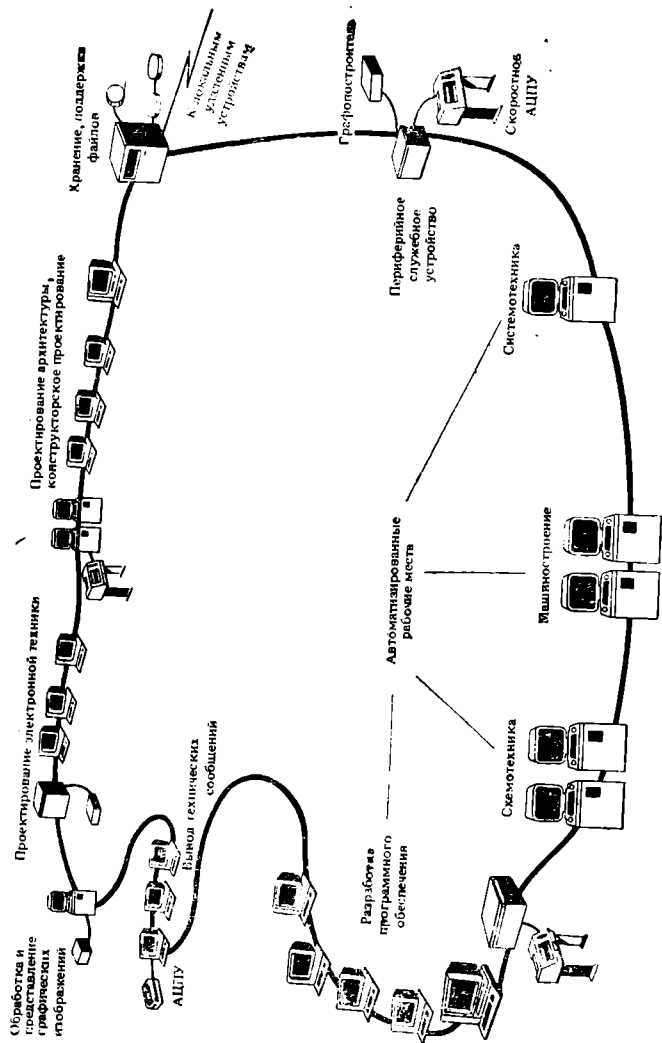 Обработка и
представление
графических
изображений
Проектирование электронной техники
Проектирование архитектуры,
конструкторское проектирование
Хранение, поддержка
файлов
К локальным
удаленным
устройствам
АЦПУ
Вывод технических
сообщений
Графопостроитель
Периферийное
служебное
устройство
Скоростное
АЦПУ
Разработка
программного
обеспечения
Автоматизированные
рабочие места
Схемотехника
Машиностроение
Системотехника